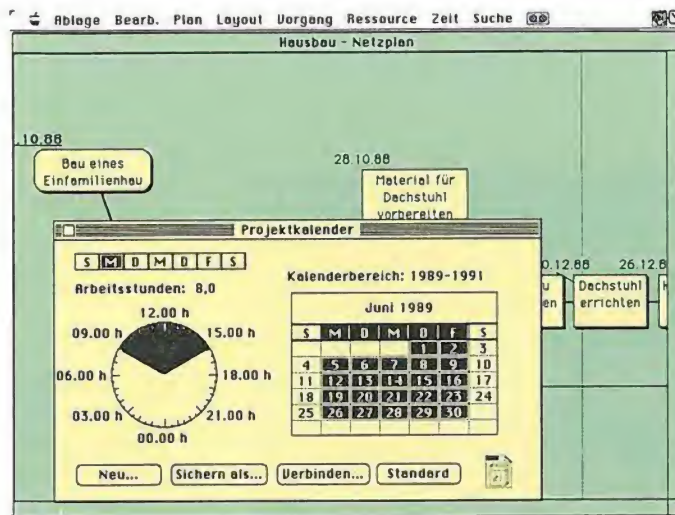 Ablage Bearb. Plan Layout Vorgang Ressource Zeit Suche
Hausbau - Netzplan
.10.88
Bau eines
Einfamilienhau
28.10.88
Material für
Dachstuhl
vorbereiten
0.12.88
26.12.8
u
en
Dachstuhl
errichten
Projektkalender
S M D M D F S
Arbeitsstunden: 8,0
12.00 h
09.00 h
15.00 h
06.00 h
18.00 h
03.00 h
21.00 h
00.00 h
Kalenderbereich: 1989-1991
Juni 1989
S M D M D F S
1 2 3
4 5 6 7 8 9 10
11 12 13 14 15 16 17
18 19 20 21 22 23 24
25 26 27 28 29 30
Neu... Sichern als... Verbinden... Standard